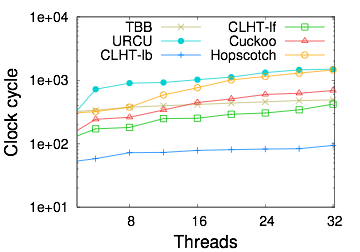 1e+04
TBB CLHT-lf
URCU Cuckoo
CLHT-lb Hopscotch
1e+03
Clock cycle
1e+02
1e+01
8 16 24 32
Threads